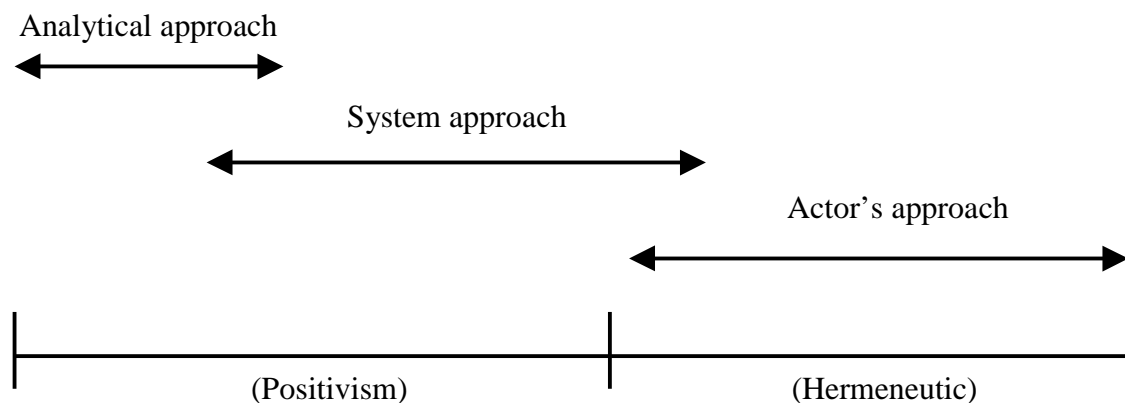 Analytical approach
System approach
Actor’s approach
(Positivism)
(Hermeneutic)